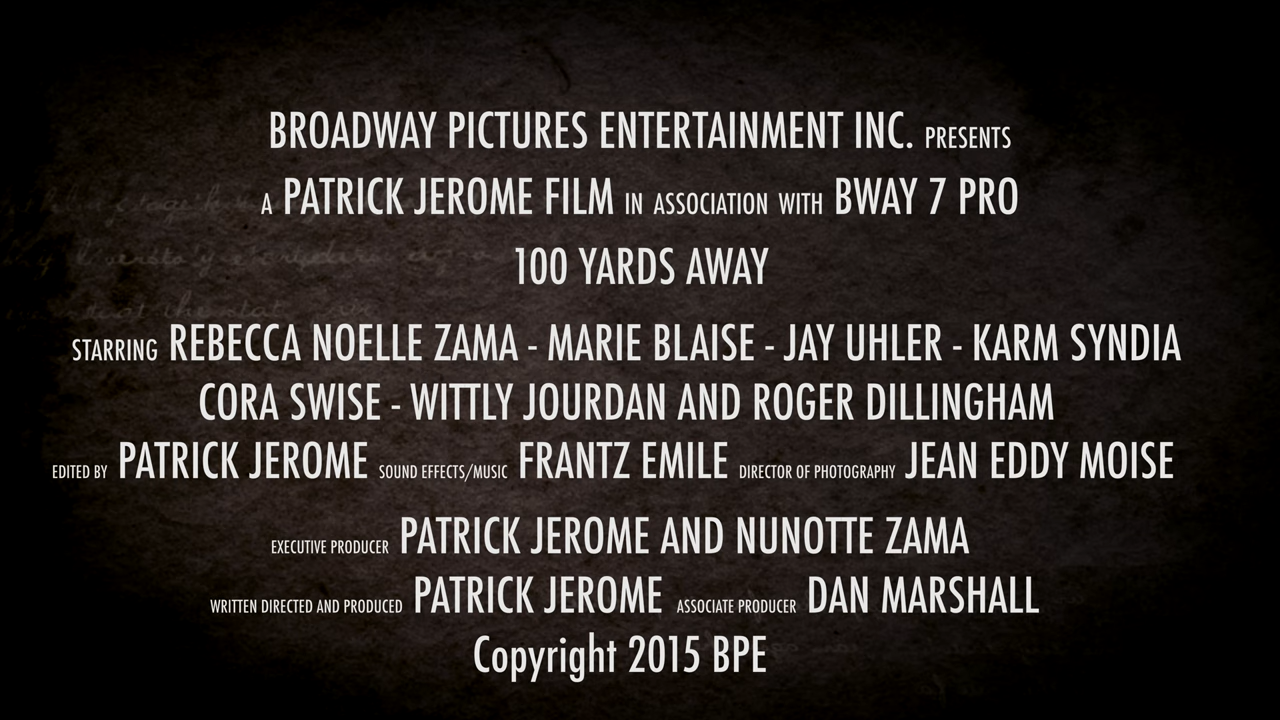 BROADWAY PICTURES ENTERTAINMENT INC. PRESENTS
A PATRICK JEROME FILM IN ASSOCIATION WITH BWAY 7 PRO
100 YARDS AWAY
STARRING REBECCA NOELLE ZAMA - MARIE BLAISE - JAY UHLER - KARM SYNDIA
CORA SWISE - WITTLY JOURDAN AND ROGER DILLINGHAM
EDITED BY PATRICK JEROME SOUND EFFECTS/MUSIC FRANTZ EMILE DIRECTOR OF PHOTOGRAPHY JEAN EDDY MOISE
EXECUTIVE PRODUCER PATRICK JEROME AND NUNOTTE ZAMA
WRITTEN DIRECTED AND PRODUCED PATRICK JEROME ASSOCIATE PRODUCER DAN MARSHALL
Copyright 2015 BPE